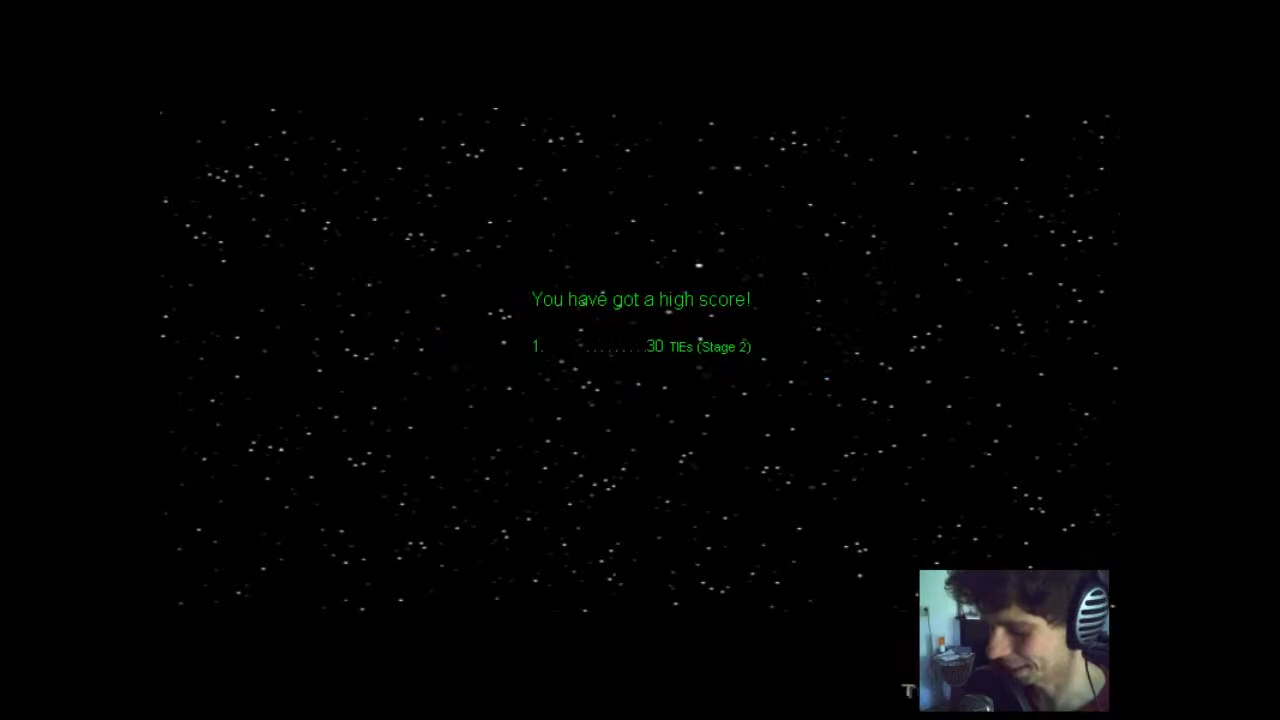 You have got a high score!
1. .........30 TIEs (Stage 2)
T